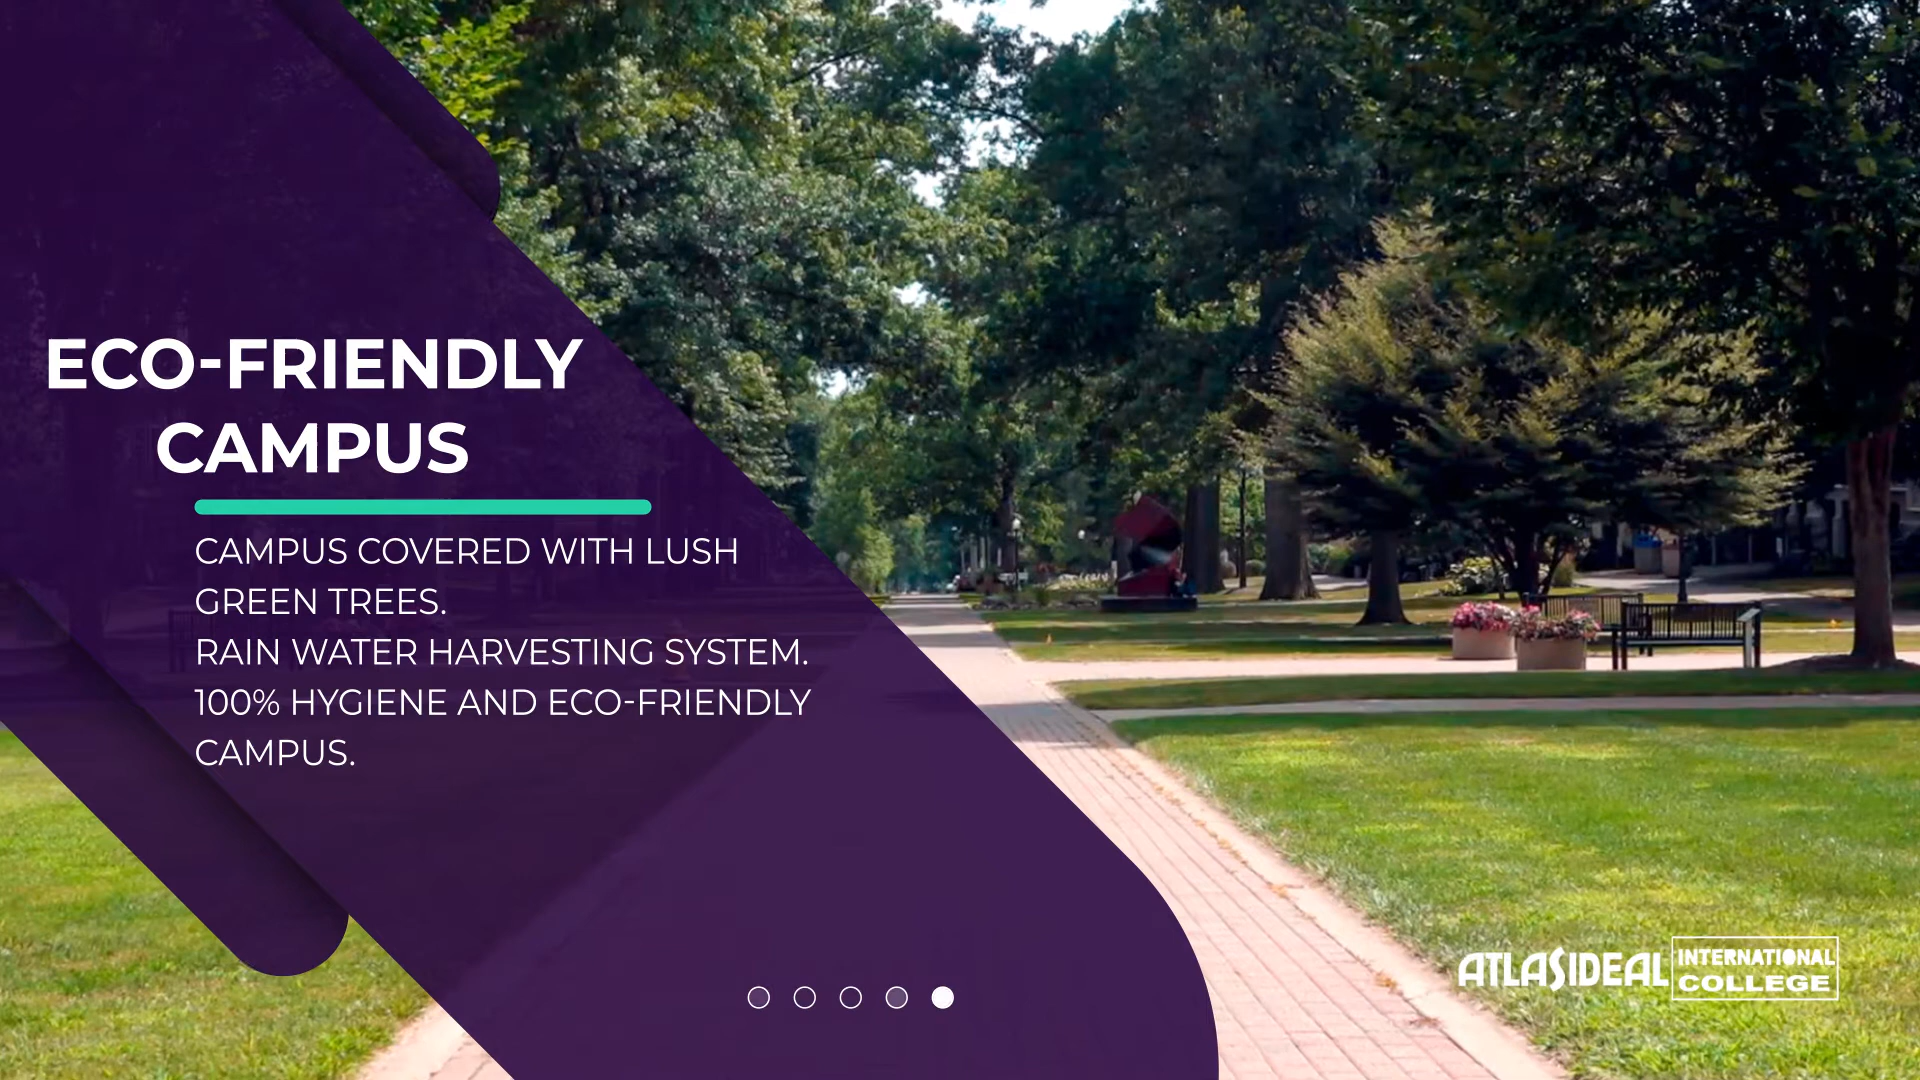 ECO-FRIENDLY
CAMPUS
CAMPUS COVERED WITH LUSH
GREEN TREES.
RAIN WATER HARVESTING SYSTEM.
100% HYGIENE AND ECO-FRIENDLY
CAMPUS.
ATLASIDEAL INTERNATIONAL
COLLEGE